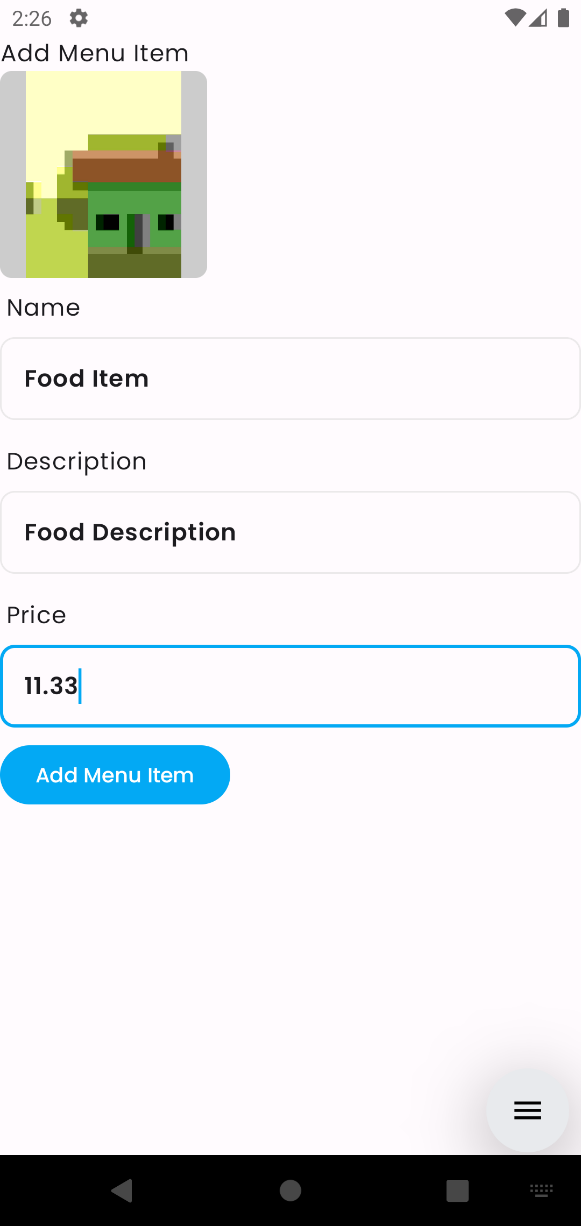 2:26
Add Menu Item
Name
Food Item
Description
Food Description
Price
11.33
Add Menu Item